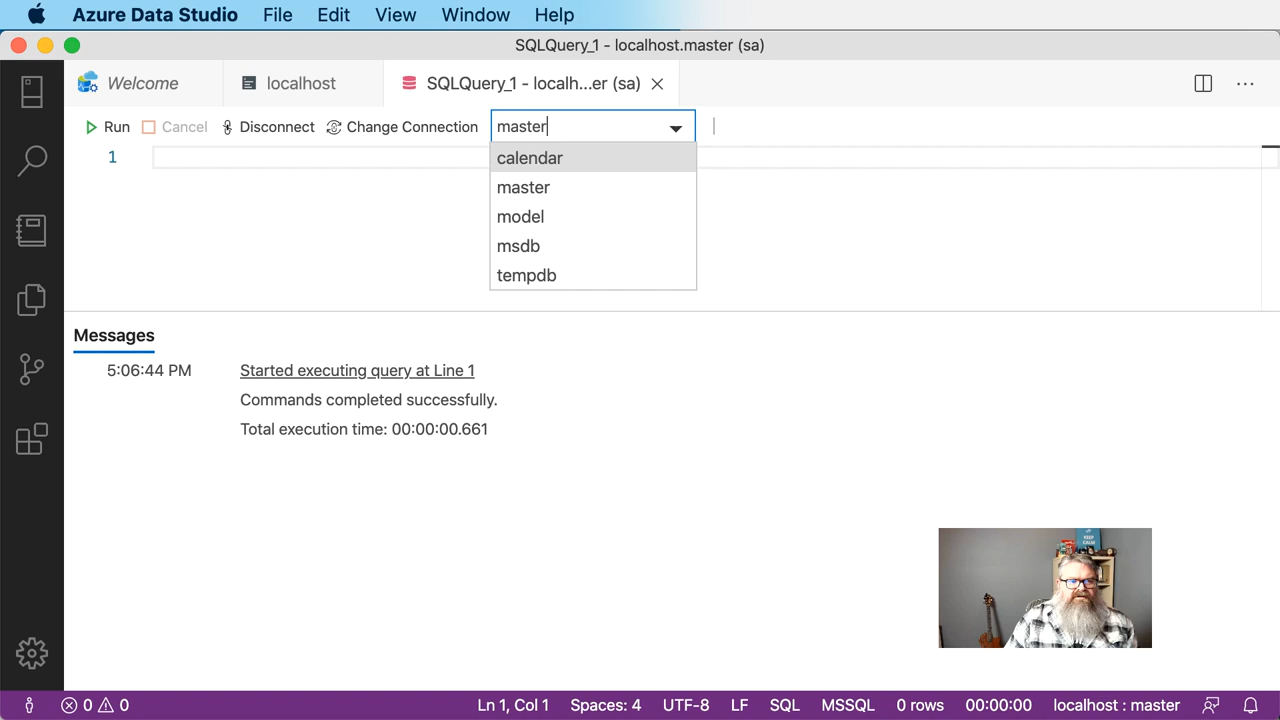 Azure Data Studio File Edit View Window Help
SQLQuery_1 - localhost.master (sa)
Welcome localhost SQLQuery_1 - localh...er (sa)
Run Cancel Disconnect Change Connection master
1
calendar
master
model
msdb
tempdb
Messages
5:06:44 PM Started executing query at Line 1
Commands completed successfully.
Total execution time: 00:00:00.661
KEEP
CALM
0 0 Ln 1, Col 1 Spaces: 4 UTF-8 LF SQL MSSQL 0 rows 00:00:00 localhost : master